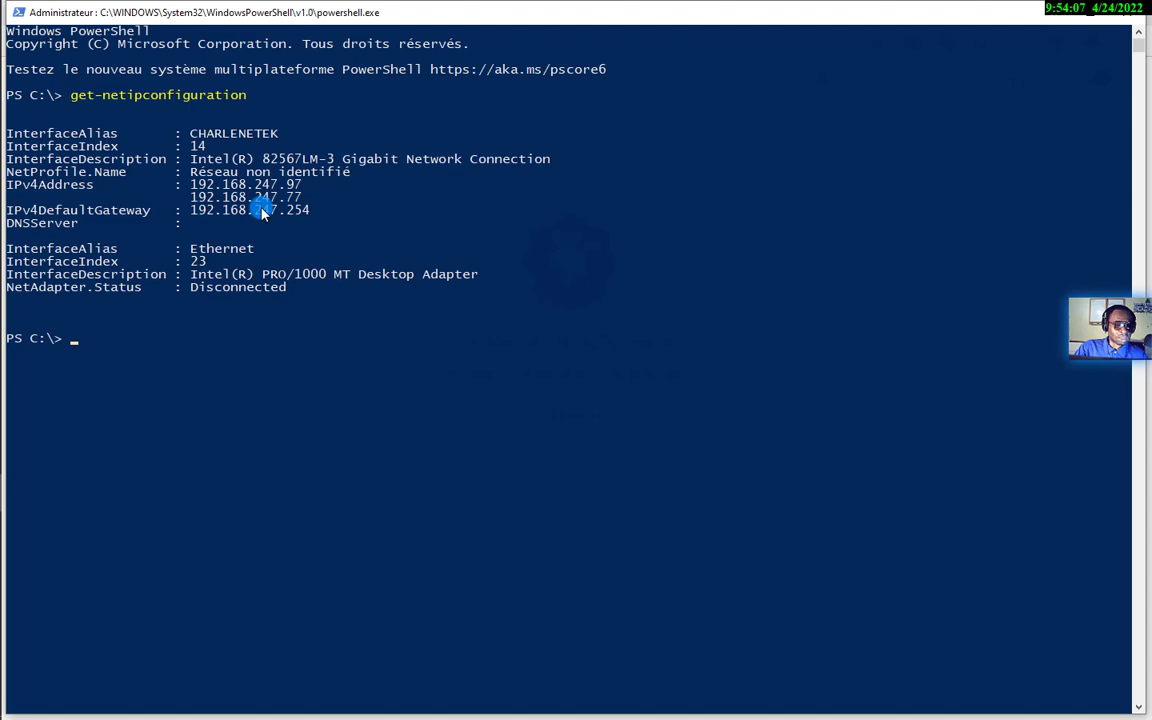 Administrateur : C:\WINDOWS\System32\WindowsPowerShell\v1.0\powershell.exe
9:54:07 4/24/2022
Windows PowerShell
Copyright (C) Microsoft Corporation. Tous droits réservés.
Testez le nouveau système multiplateforme PowerShell https://aka.ms/pscore6
PS C:\> get-netipconfiguration
InterfaceAlias : CHARLENETEK
InterfaceIndex : 14
InterfaceDescription : Intel(R) 82567LM-3 Gigabit Network Connection
NetProfile.Name : Réseau non identifié
IPv4Address : 192.168.247.97
192.168.247.77
IPv4DefaultGateway : 192.168.247.254
DNSServer :
InterfaceAlias : Ethernet
InterfaceIndex : 23
InterfaceDescription : Intel(R) PRO/1000 MT Desktop Adapter
NetAdapter.Status : Disconnected
PS C:\>